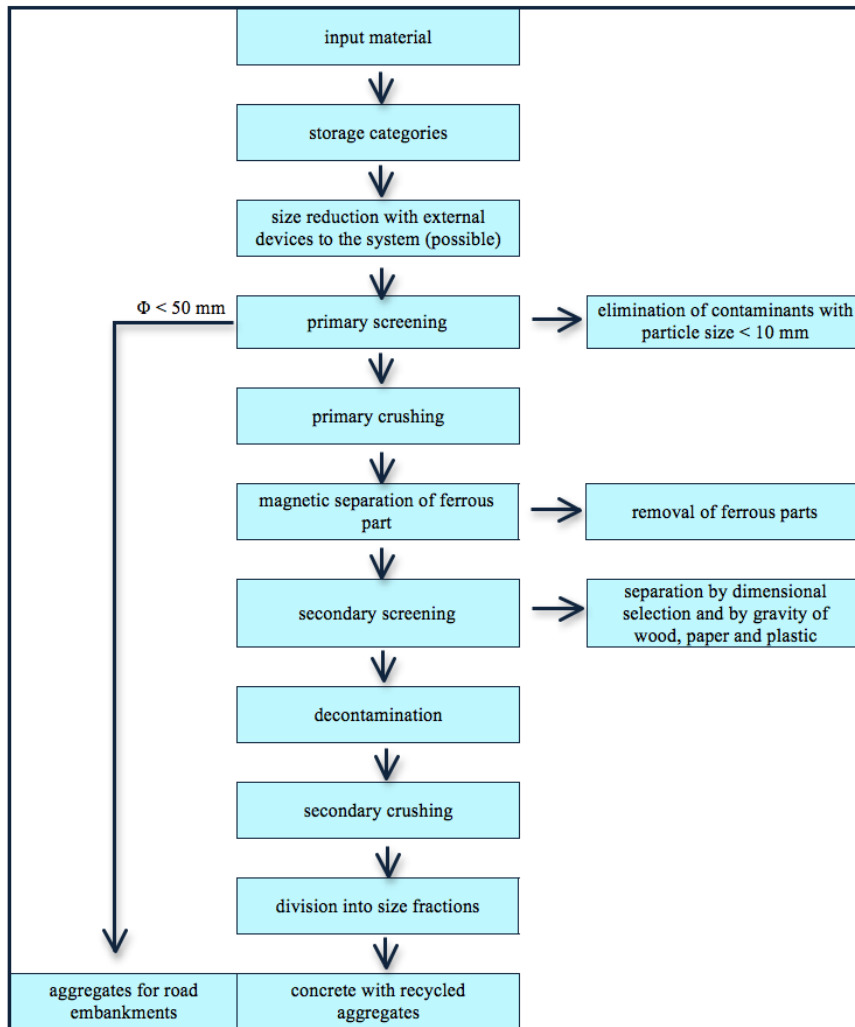 input material
storage categories
size reduction with external
devices to the system (possible)
Φ < 50 mm
primary screening
elimination of contaminants with
particle size < 10 mm
primary crushing
magnetic separation of ferrous
part
removal of ferrous parts
secondary screening
separation by dimensional
selection and by gravity of
wood, paper and plastic
decontamination
secondary crushing
division into size fractions
aggregates for road
embankments
concrete with recycled
aggregates